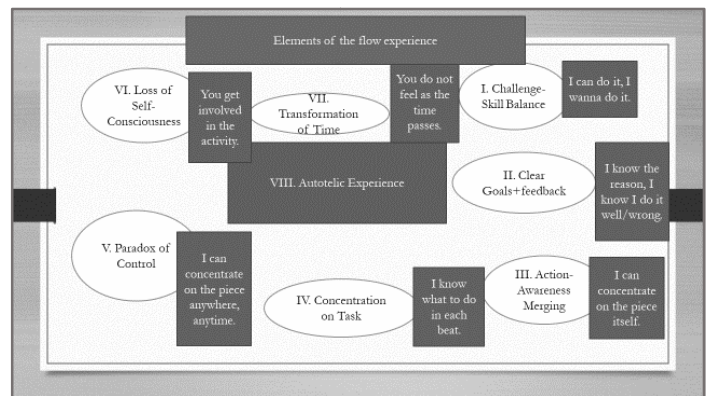 Elements of the flow experience
VI. Loss of
Self-
Consciousness
You get
involved
in the
activity.
VII.
Transformation
of Time
You do not
feel as the
time
passes.
I. Challenge-
Skill Balance
I can do it, I
wanna do it.
VIII. Autotelic Experience
II. Clear
Goals+feedback
I know the
reason, I
know I do it
well/wrong.
V. Paradox of
Control
I can
concentrate
on the piece
anywhere,
anytime.
IV. Concentration
on Task
I know
what to do
in each
beat.
III. Action-
Awareness
Merging
I can
concentrate
on the piece
itself.